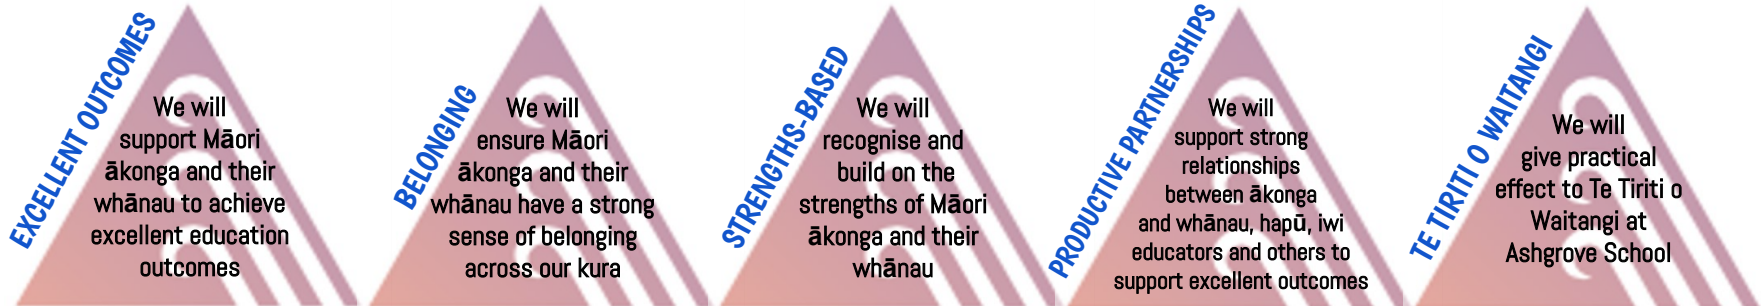 EXCELLENT OUTCOMES
We will
support Māori
ākonga and their
whānau to achieve
excellent education
outcomes
BELONGING
We will
ensure Māori
ākonga and their
whānau have a strong
sense of belonging
across our kura
STRENGTHS-BASED
We will
recognise and
build on the
strengths of Māori
ākonga and their
whānau
PRODUCTIVE PARTNERSHIPS
We will
support strong
relationships
between ākonga
and whānau, hapū, iwi
educators and others to
support excellent outcomes
TE TIRITI O WAITANGI
We will
give practical
effect to Te Tiriti o
Waitangi at
Ashgrove School